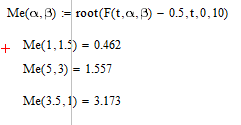 Me(α,β) := root(F(t,α,β) − 0.5,t,0,10)
Me(1,1.5) = 0.462
Me(5,3) = 1.557
Me(3.5,1) = 3.173